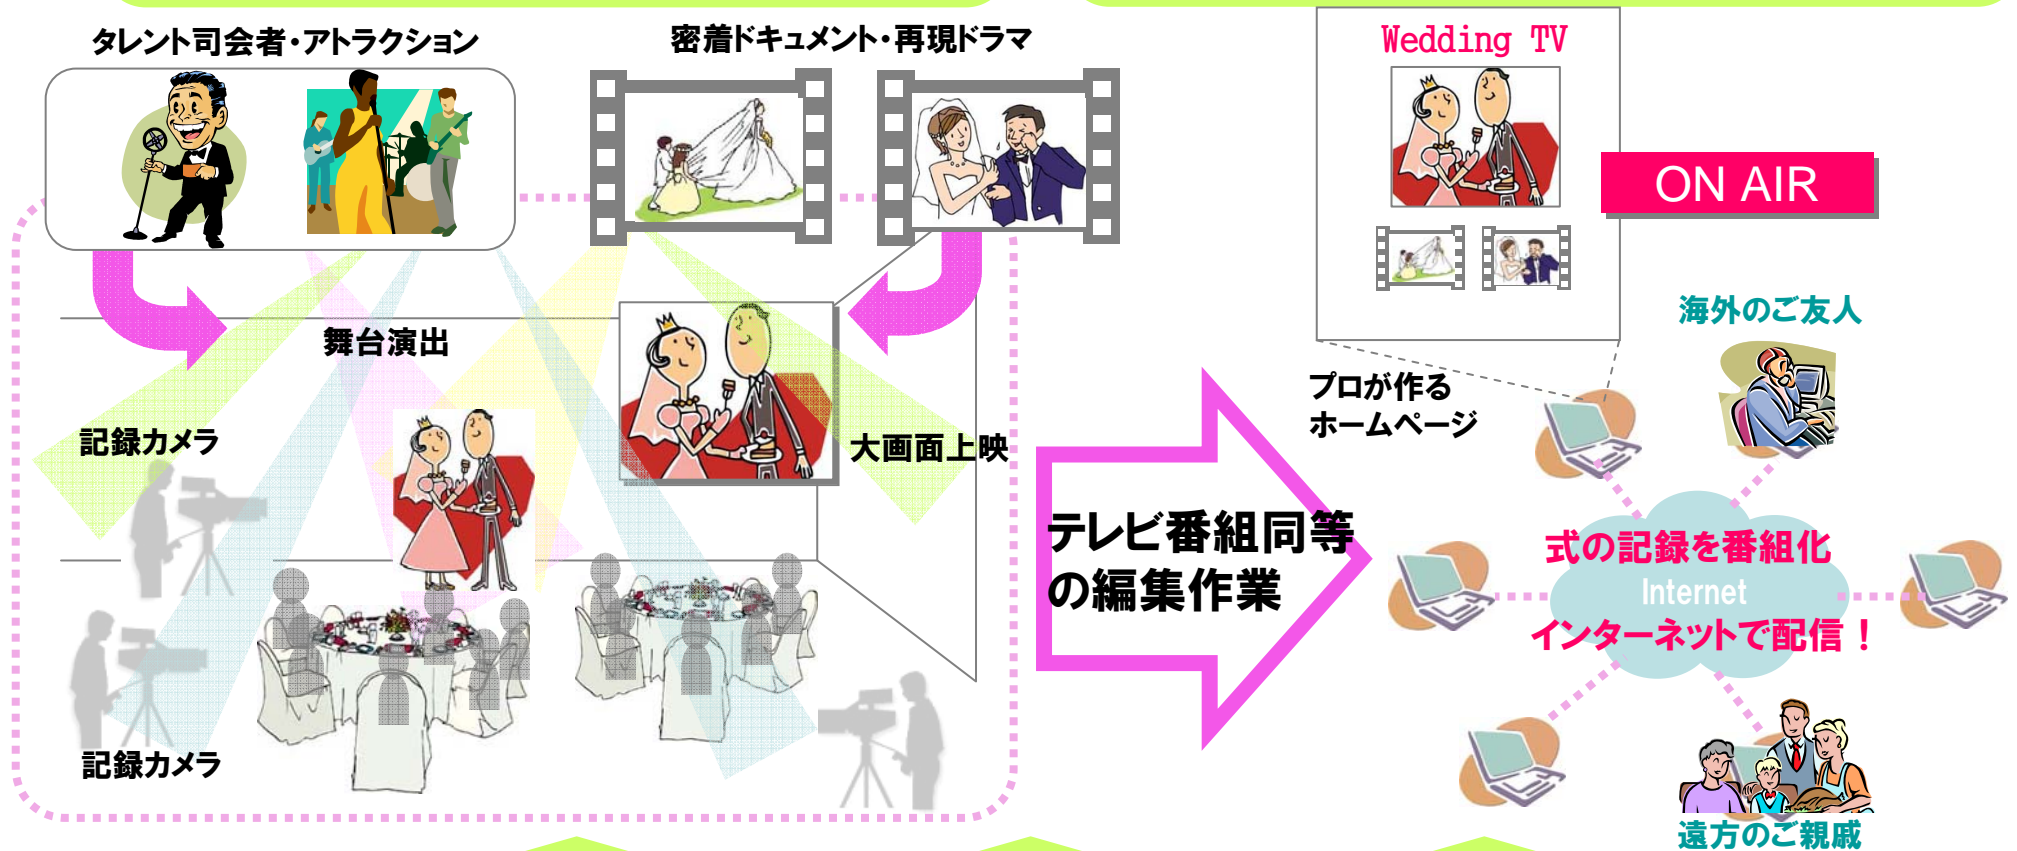 タレント司会者・アトラクション
密着ドキュメント・再現ドラマ
Wedding TV
ON AIR
海外のご友人
舞台演出
プロが作る
ホームページ
記録カメラ
大画面上映
テレビ番組同等
の編集作業
式の記録を番組化
Internet
インターネットで配信！
記録カメラ
遠方のご親戚